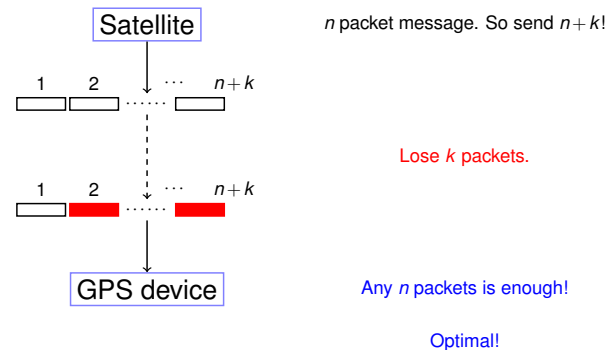 Satellite
n packet message. So send n + k!
1 2 ··· n + k
······
Lose k packets.
1 2 ··· n + k
······
GPS device
Any n packets is enough!
Optimal!